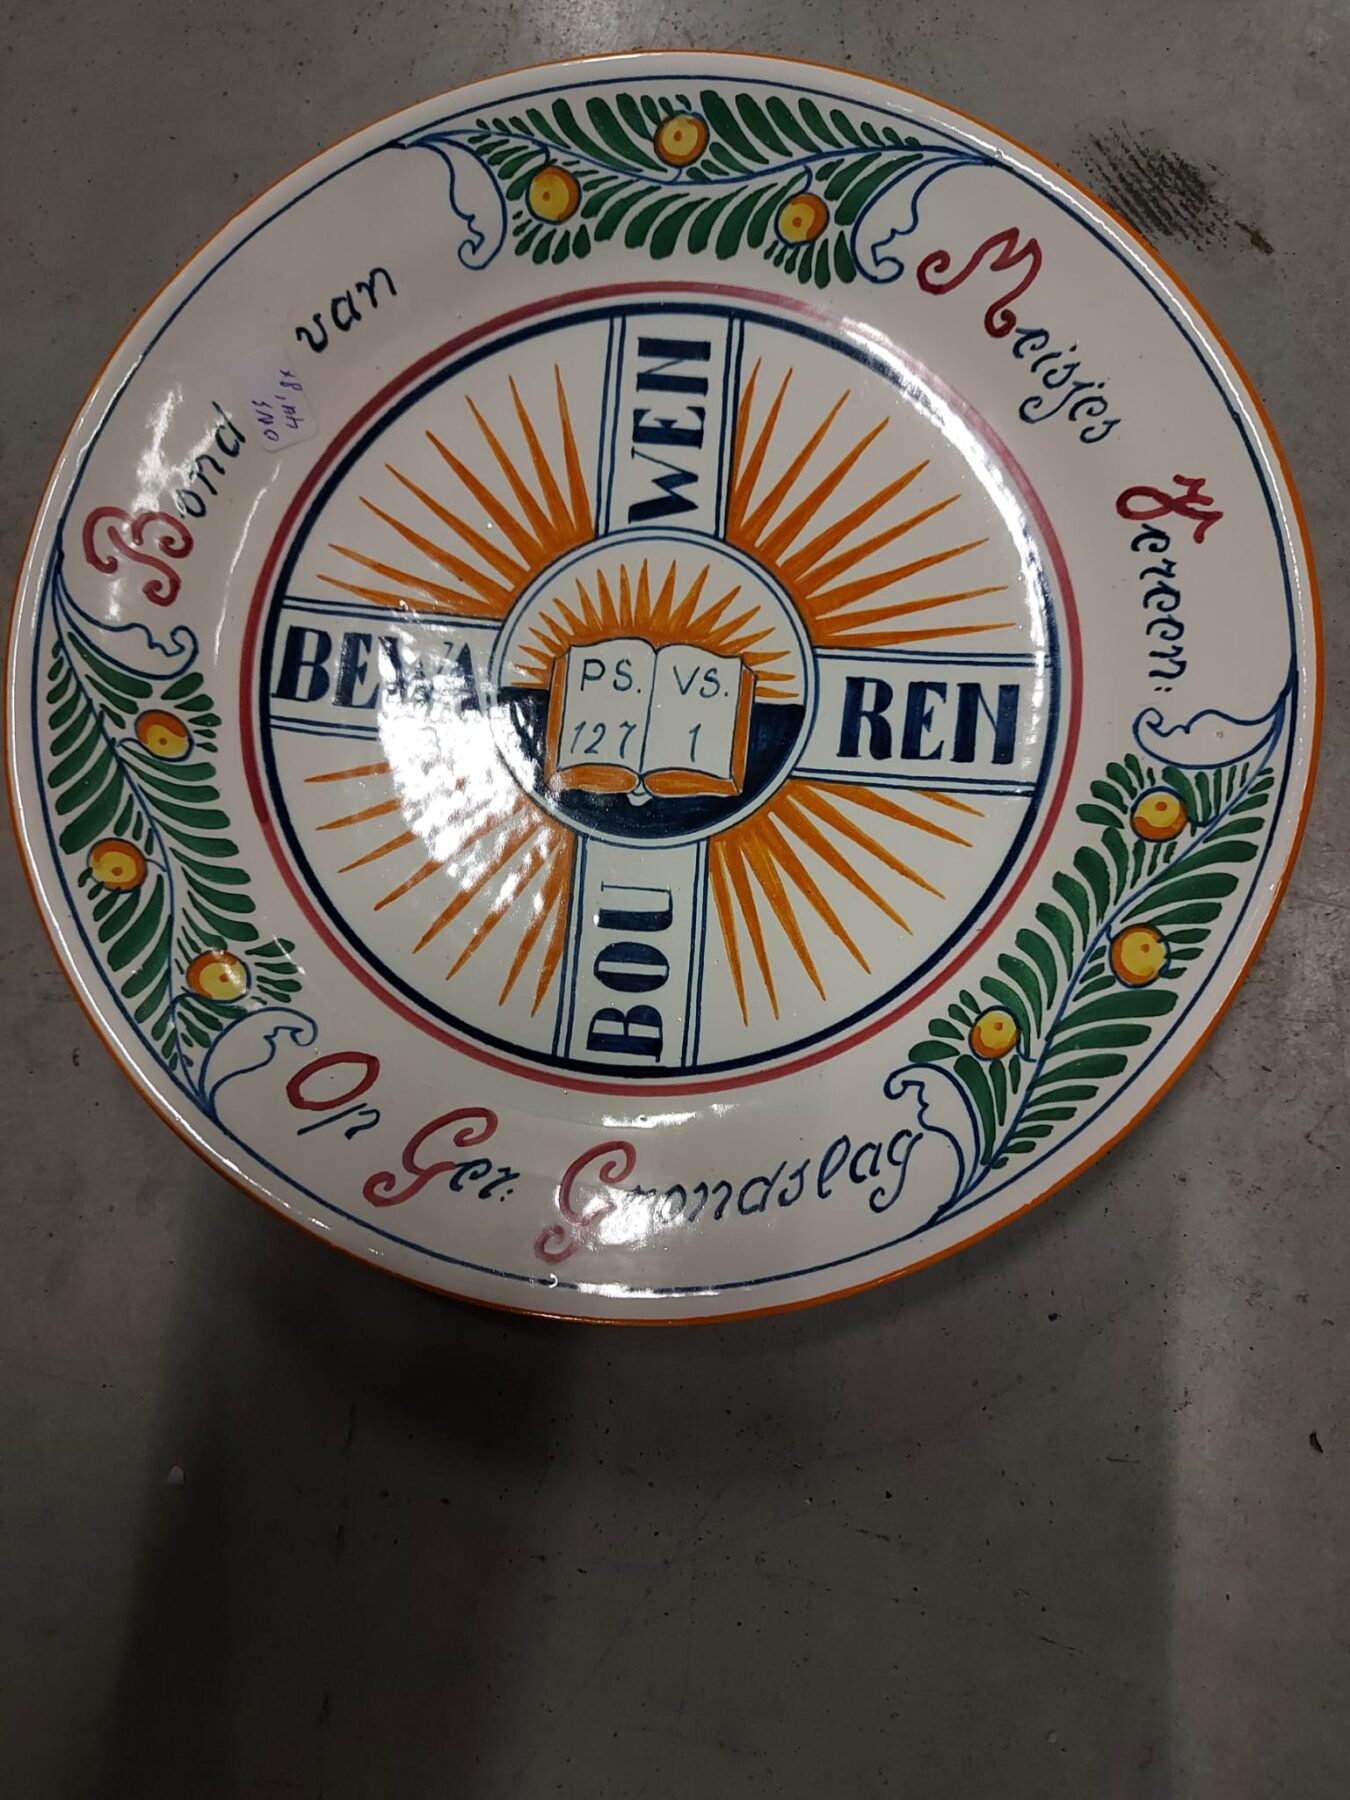 Bond van
Meisjes Vereen:
Op Ger: Grondslag
BOU
WEN
BEWA
REN
PS. VS.
127 1